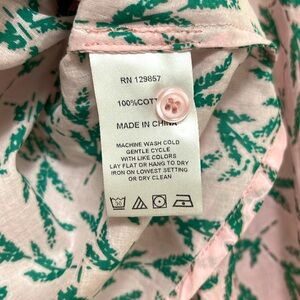 RN 129857
100%COTT
MADE IN CHINA
MACHINE WASH COLD
GENTLE CYCLE
WITH LIKE COLORS
LAY FLAT OR HANG TO DRY
IRON ON LOWEST SETTING
OR DRY CLEAN
30